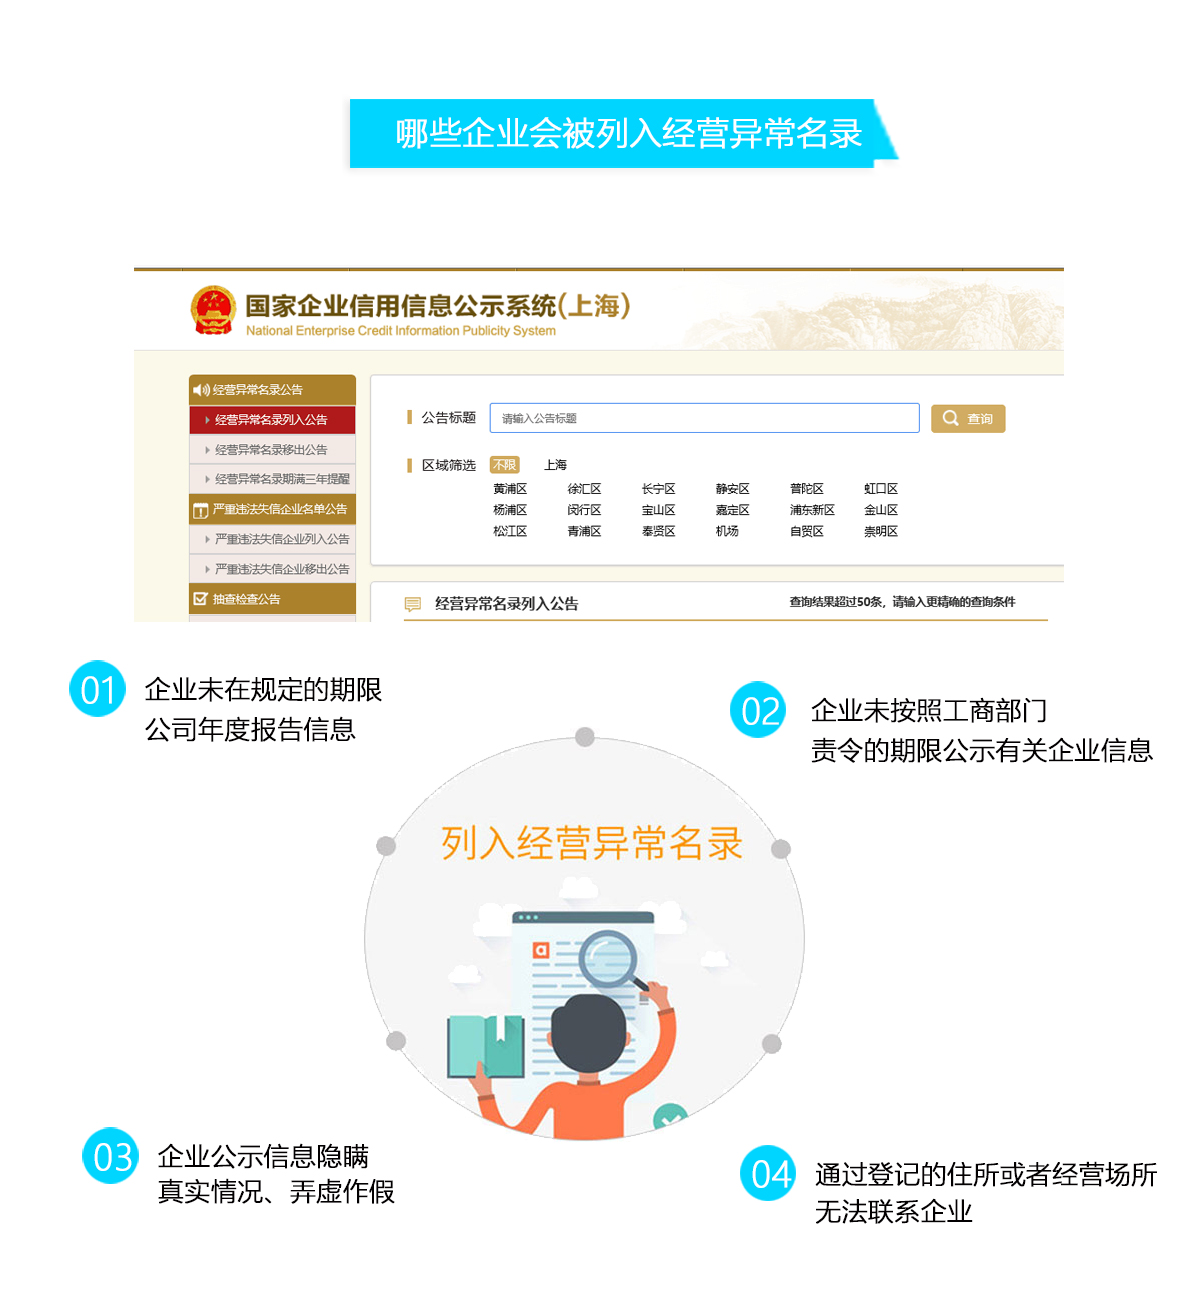 哪些企业会被列入经营异常名录
国家企业信用信息公示系统(上海)
National Enterprise Credit Information Publicity System
经营异常名录公告
经营异常名录列入公告
经营异常名录移出公告
经营异常名录期满三年提醒
严重违法失信企业名单公告
严重违法失信企业列入公告
严重违法失信企业移出公告
抽查检查公告
公告标题 请输入公告标题 查询
区域筛选 不限 上海
黄浦区 徐汇区 长宁区 静安区 普陀区 虹口区
杨浦区 闵行区 宝山区 嘉定区 浦东新区 金山区
松江区 青浦区 奉贤区 机场 自贸区 崇明区
经营异常名录列入公告 查询结果超过50条，请输入更精确的查询条件
01 企业未在规定的期限
公司年度报告信息
02 企业未按照工商部门
责令的期限公示有关企业信息
列入经营异常名录
a
03 企业公示信息隐瞒
真实情况、弄虚作假
04 通过登记的住所或者经营场所
无法联系企业